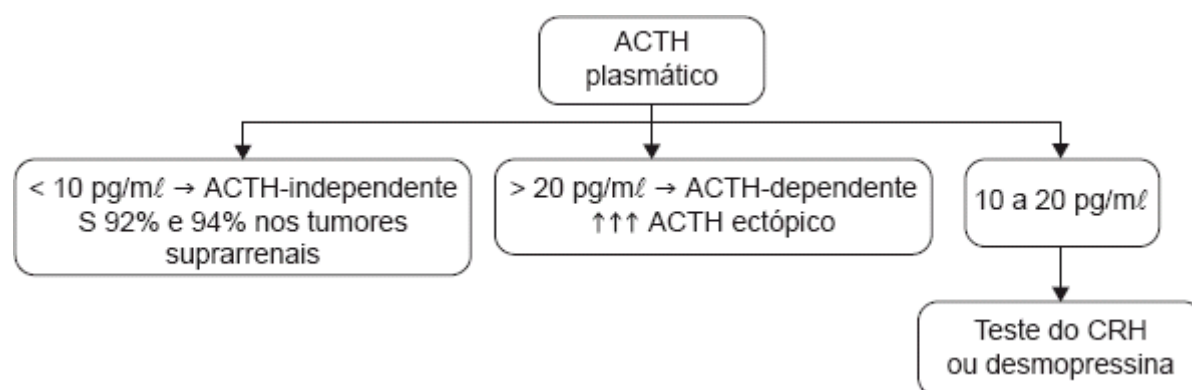 ACTH
plasmático
< 10 pg/mℓ → ACTH-independente
S 92% e 94% nos tumores
suprarrenais
> 20 pg/mℓ → ACTH-dependente
↑↑↑ ACTH ectópico
10 a 20 pg/mℓ
Teste do CRH
ou desmopressina